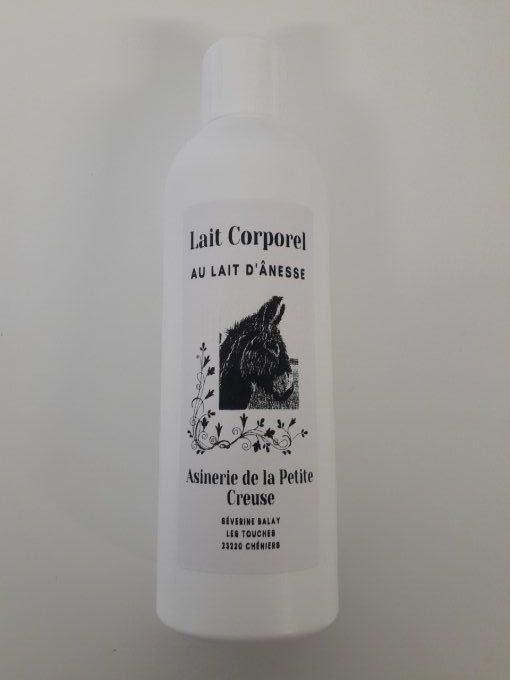 Lait Corporel
AU LAIT D'ÂNESSE
Asinerie de la Petite
Creuse
SÉVERINE BALAY
LES TOUCHES
23220 CHÉNIERS